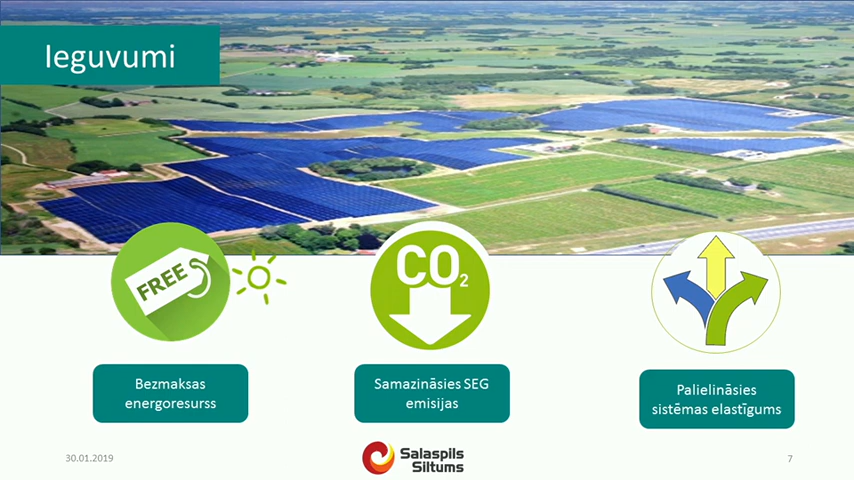 Ieguvumi
FREE
CO2
Bezmaksas
energoresurss
Samazināsies SEG
emisijas
Palielināsies
sistēmas elastīgums
30.01.2019
Salaspils
Siltums
7